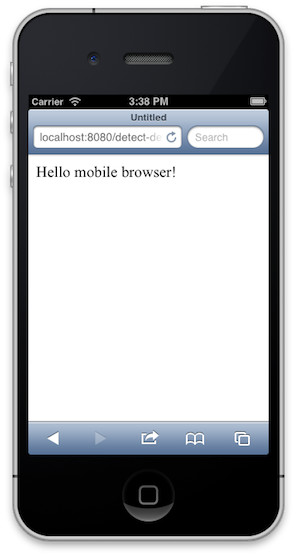 Carrier 3:38 PM
Untitled
localhost:8080/detect-de
Search
Hello mobile browser!